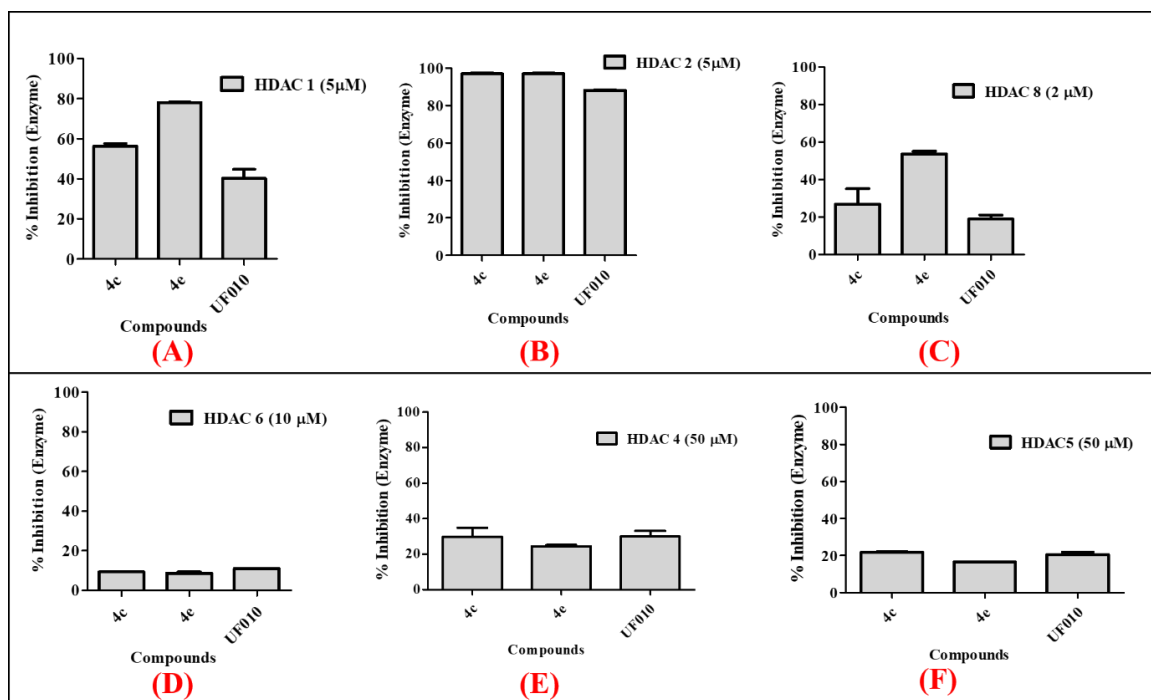 100
80
60
40
20
0
% Inhibition (Enzyme)
HDAC 1 (5μM)
4c
4e
UF010
Compounds
(A)
100
80
60
40
20
0
% Inhibition (Enzyme)
HDAC 2 (5μM)
4c
4e
UF010
Compounds
(B)
100
80
60
40
20
0
% Inhibition (Enzyme)
HDAC 8 (2 μM)
4c
4e
UF010
Compounds
(C)
100
80
60
40
20
0
% Inhibition (Enzyme)
HDAC 6 (10 μM)
4c
4e
UF010
Compounds
(D)
100
80
60
40
20
0
% Inhibition (Enzyme)
HDAC 4 (50 μM)
4c
4e
UF010
Compounds
(E)
100
80
60
40
20
0
% Inhibition (Enzyme)
HDAC5 (50 μM)
4c
4e
UF010
Compounds
(F)